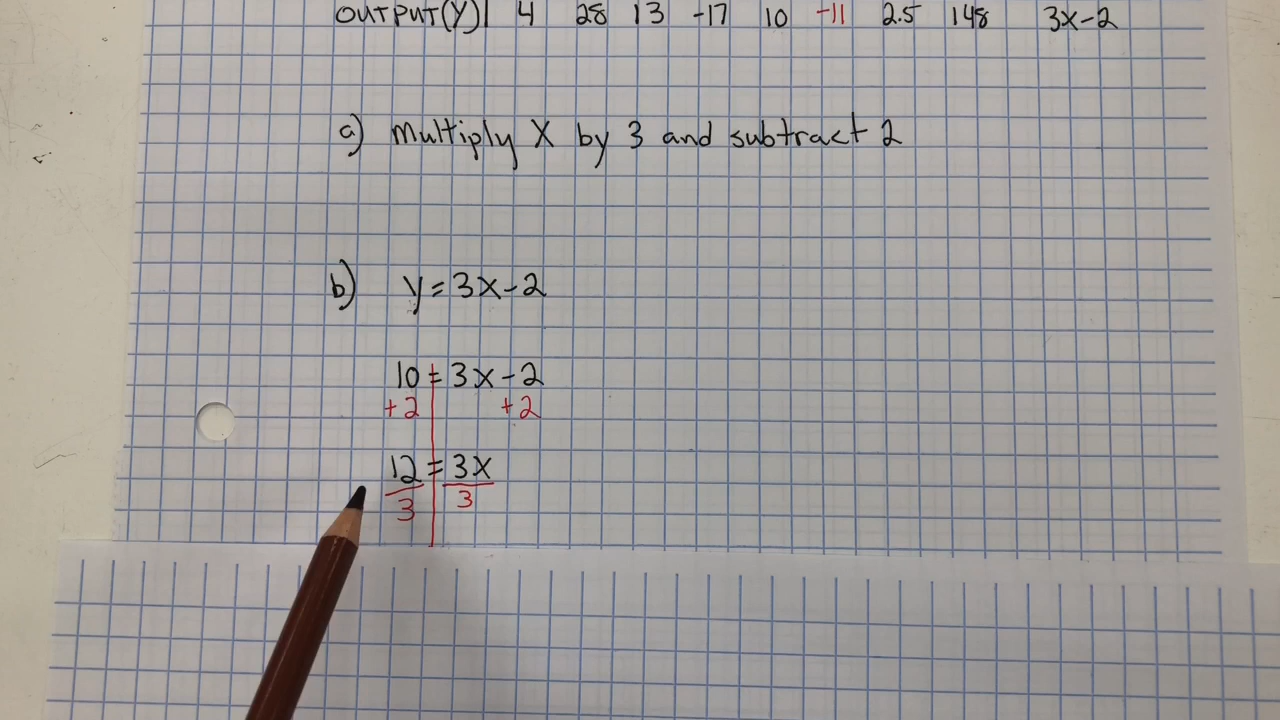 OUTPUT(Y) 4 28 13 -17 10 -11 2.5 148 3x-2
a) multiply X by 3 and subtract 2
b) y=3x-2
10=3x-2
+2 +2
12=3x
3 3